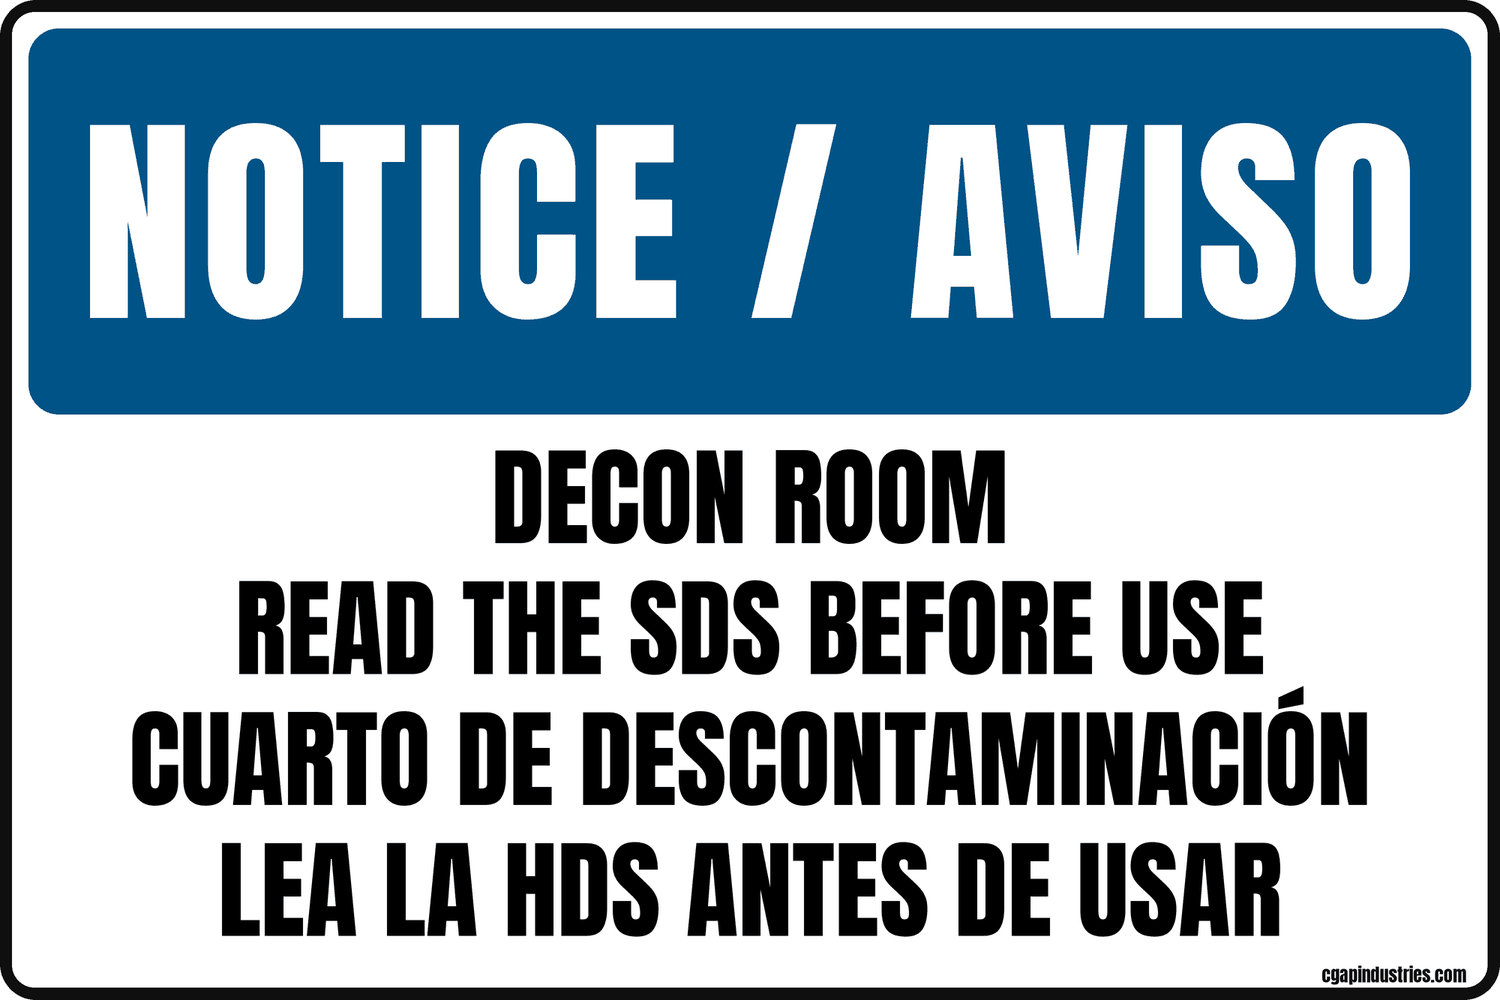 NOTICE / AVISO
DECON ROOM
READ THE SDS BEFORE USE
CUARTO DE DESCONTAMINACIÓN
LEA LA HDS ANTES DE USAR
cgapindustries.com